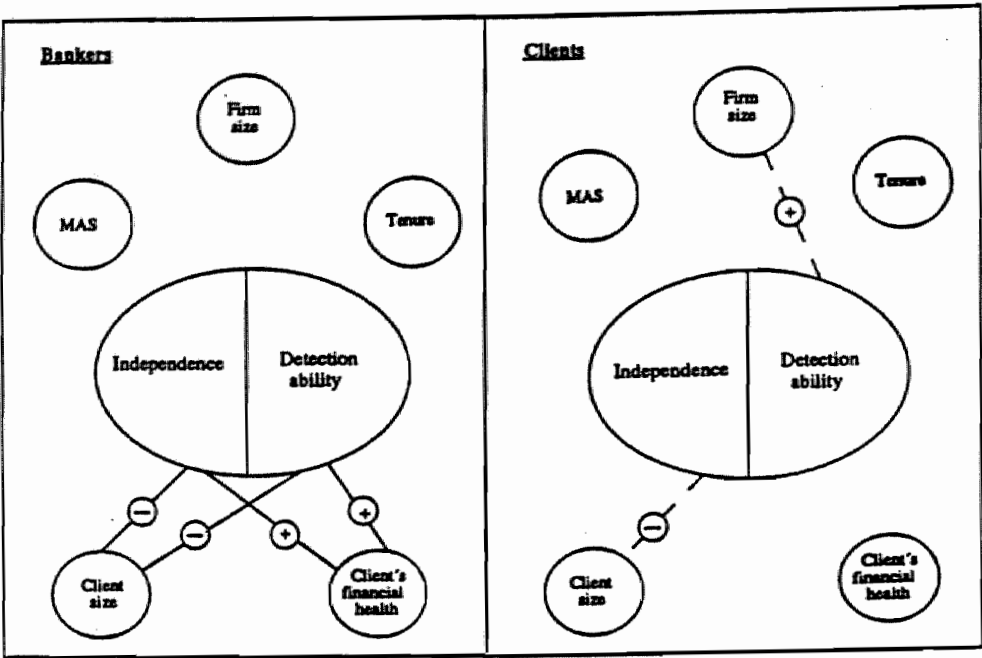 Bankers
Firm
size
MAS
Tenure
Independence
Detection
ability
−
−
+
+
Client
size
Client's
financial
health
Clients
Firm
size
MAS
Tenure
+
Independence
Detection
ability
−
Client
size
Client's
financial
health